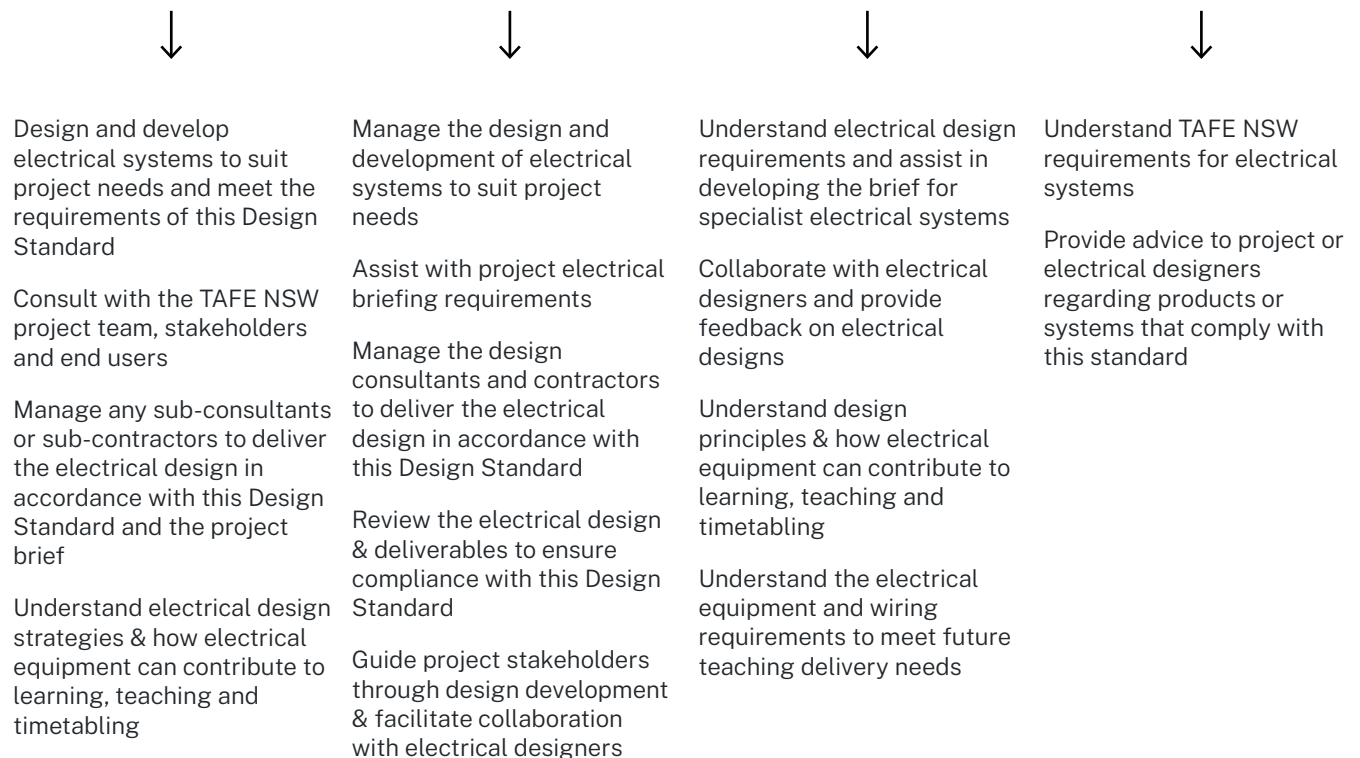 Design and develop
electrical systems to suit
project needs and meet the
requirements of this Design
Standard
Consult with the TAFE NSW
project team, stakeholders
and end users
Manage any sub-consultants
or sub-contractors to deliver
the electrical design in
accordance with this Design
Standard and the project
brief
Understand electrical design
strategies & how electrical
equipment can contribute to
learning, teaching and
timetabling
Manage the design and
development of electrical
systems to suit project
needs
Assist with project electrical
briefing requirements
Manage the design
consultants and contractors
to deliver the electrical
design in accordance with
this Design Standard
Review the electrical design
& deliverables to ensure
compliance with this Design
Standard
Guide project stakeholders
through design development
& facilitate collaboration
with electrical designers
Understand electrical design
requirements and assist in
developing the brief for
specialist electrical systems
Collaborate with electrical
designers and provide
feedback on electrical
designs
Understand design
principles & how electrical
equipment can contribute to
learning, teaching and
timetabling
Understand the electrical
equipment and wiring
requirements to meet future
teaching delivery needs
Understand TAFE NSW
requirements for electrical
systems
Provide advice to project or
electrical designers
regarding products or
systems that comply with
this standard